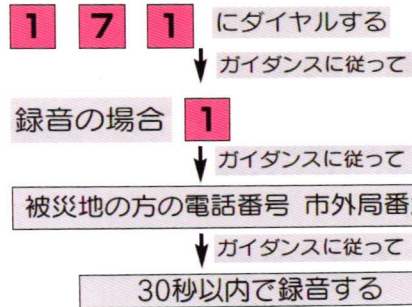 1 7 1 にダイヤルする
ガイダンスに従って
録音の場合 1
ガイダンスに従って
被災地の方の電話番号 市外局番
ガイダンスに従って
30秒以内で録音する